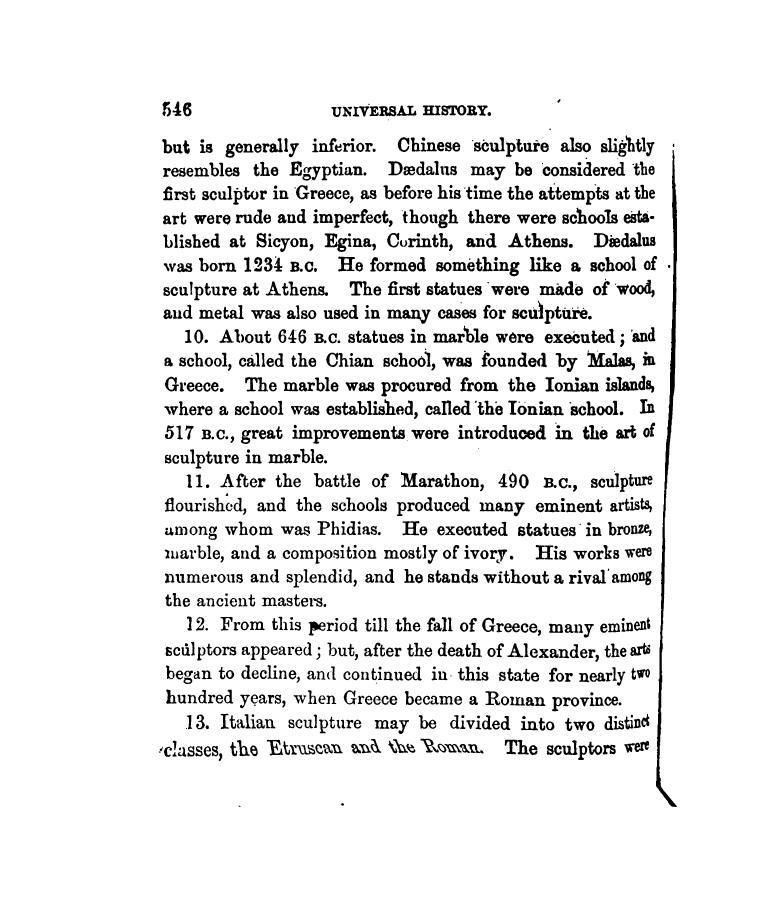 546 UNIVERSAL HISTORY.
but is generally inferior. Chinese sculpture also slightly
resembles the Egyptian. Dædalus may be considered the
first sculptor in Greece, as before his time the attempts at the
art were rude and imperfect, though there were schools esta-
blished at Sicyon, Egina, Corinth, and Athens. Dædalus
was born 1234 B.C. He formed something like a school of
sculpture at Athens. The first statues were made of wood,
and metal was also used in many cases for sculpture.
10. About 646 B.C. statues in marble were executed; and
a school, called the Chian school, was founded by Malas, in
Greece. The marble was procured from the Ionian islands,
where a school was established, called the Ionian school. In
517 B.C., great improvements were introduced in the art of
sculpture in marble.
11. After the battle of Marathon, 490 B.C., sculpture
flourished, and the schools produced many eminent artists,
among whom was Phidias. He executed statues in bronze,
marble, and a composition mostly of ivory. His works were
numerous and splendid, and he stands without a rival among
the ancient masters.
12. From this period till the fall of Greece, many eminent
sculptors appeared; but, after the death of Alexander, the arts
began to decline, and continued in this state for nearly two
hundred years, when Greece became a Roman province.
13. Italian sculpture may be divided into two distinct
classes, the Etruscan and the Roman. The sculptors were